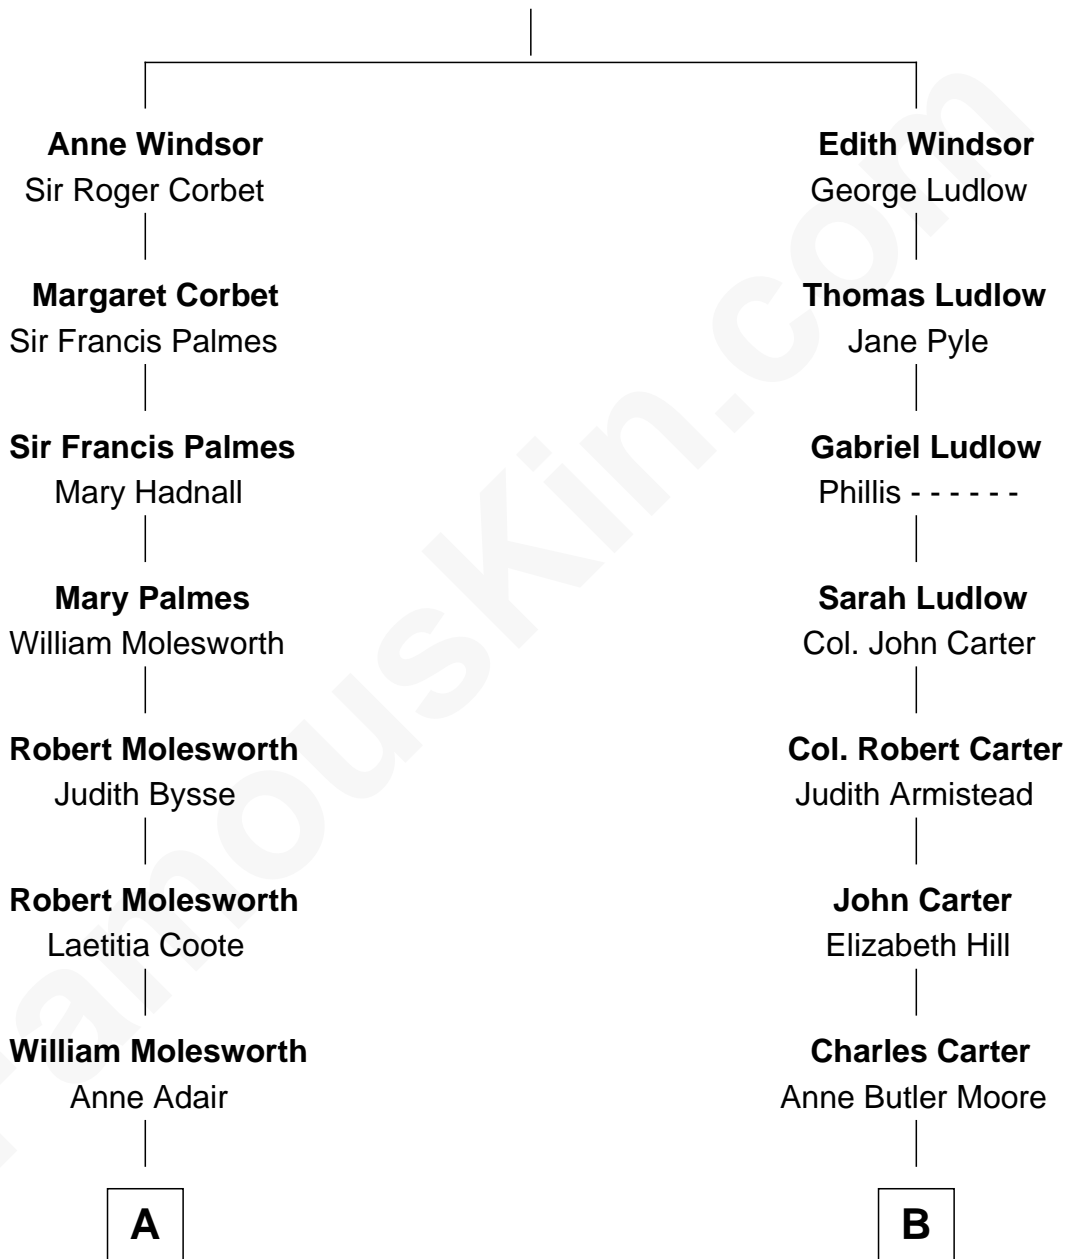 Anne Windsor
Sir Roger Corbet
Margaret Corbet
Sir Francis Palmes
Sir Francis Palmes
Mary Hadnall
Mary Palmes
William Molesworth
Robert Molesworth
Judith Bysse
Robert Molesworth
Laetitia Coote
William Molesworth
Anne Adair
A
Edith Windsor
George Ludlow
Thomas Ludlow
Jane Pyle
Gabriel Ludlow
Phillis - - - - - -
Sarah Ludlow
Col. John Carter
Col. Robert Carter
Judith Armistead
John Carter
Elizabeth Hill
Charles Carter
Anne Butler Moore
B
FamousKin.com